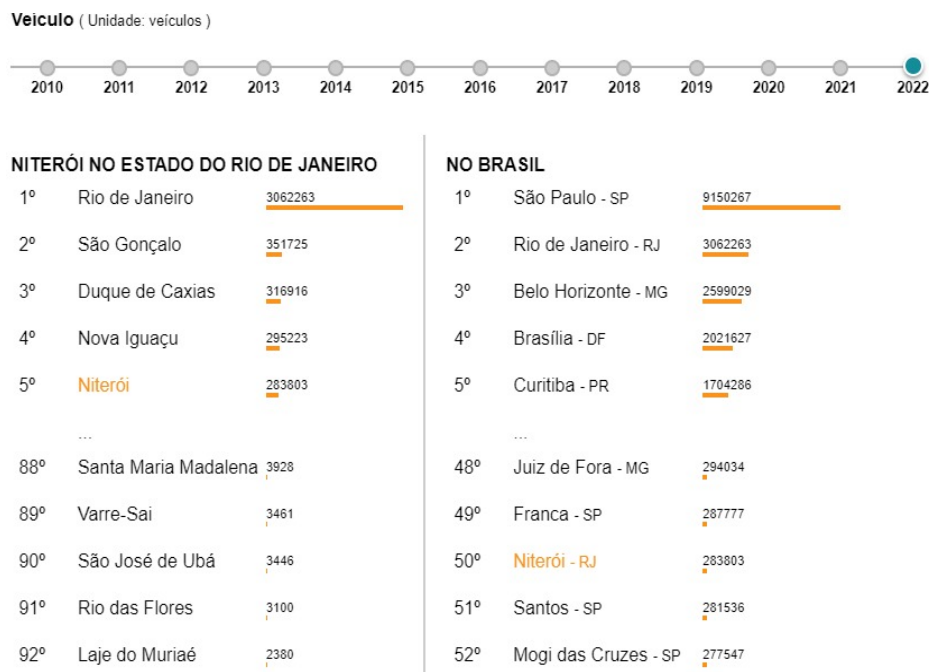 Veículo ( Unidade: veículos )
2010 2011 2012 2013 2014 2015 2016 2017 2018 2019 2020 2021 2022
NITERÓI NO ESTADO DO RIO DE JANEIRO
1º Rio de Janeiro 3062263
2º São Gonçalo 351725
3º Duque de Caxias 316916
4º Nova Iguaçu 295223
5º Niterói 283803
...
88º Santa Maria Madalena 3928
89º Varre-Sai 3461
90º São José de Ubá 3446
91º Rio das Flores 3100
92º Laje do Muriaé 2380
NO BRASIL
1º São Paulo - SP 9150267
2º Rio de Janeiro - RJ 3062263
3º Belo Horizonte - MG 2599029
4º Brasília - DF 2021627
5º Curitiba - PR 1704286
...
48º Juiz de Fora - MG 294034
49º Franca - SP 287777
50º Niterói - RJ 283803
51º Santos - SP 281536
52º Mogi das Cruzes - SP 277547